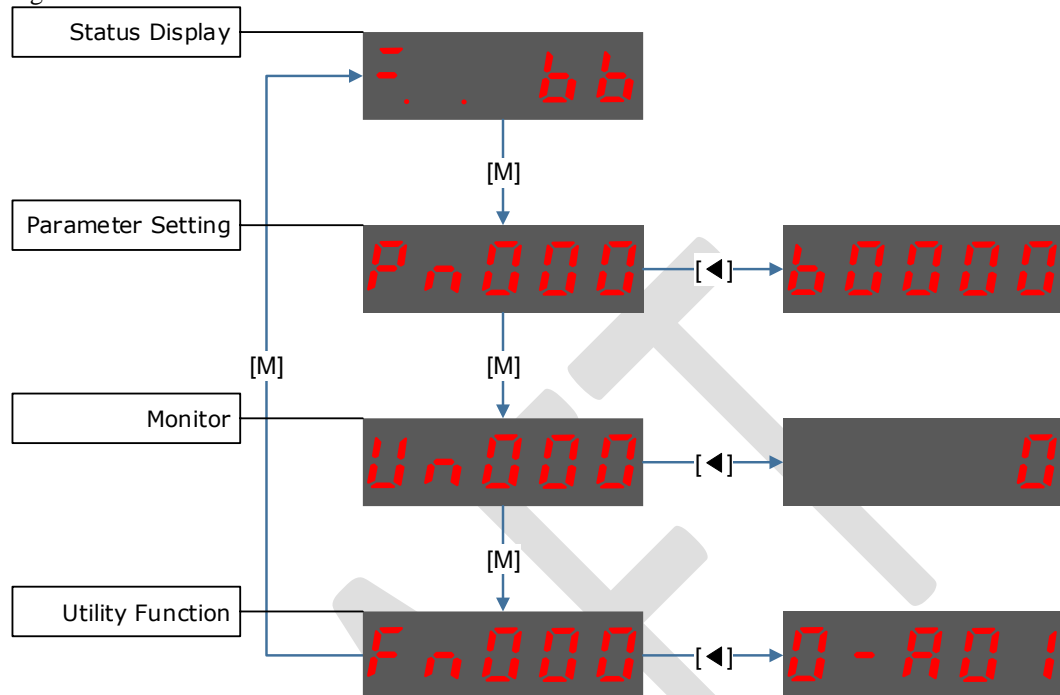 Status Display
bb
[M]
Parameter Setting
Pn000
[◀]
b0000
[M]
[M]
Monitor
Un000
[◀]
0
[M]
Utility Function
Fn000
[◀]
0-A01